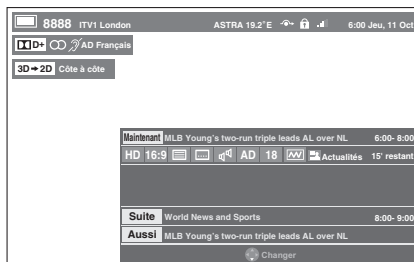 8888 ITV1 London ASTRA 19.2°E 6:00 Jeu, 11 Oct
D+ AD Français
3D➔2D Côte à côte
Maintenant MLB Young's two-run triple leads AL over NL 6:00- 8:00
HD 16:9 AD 18 Actualités 15' restant
Suite World News and Sports 8:00- 9:00
Aussi MLB Young's two-run triple leads AL over NL
Changer